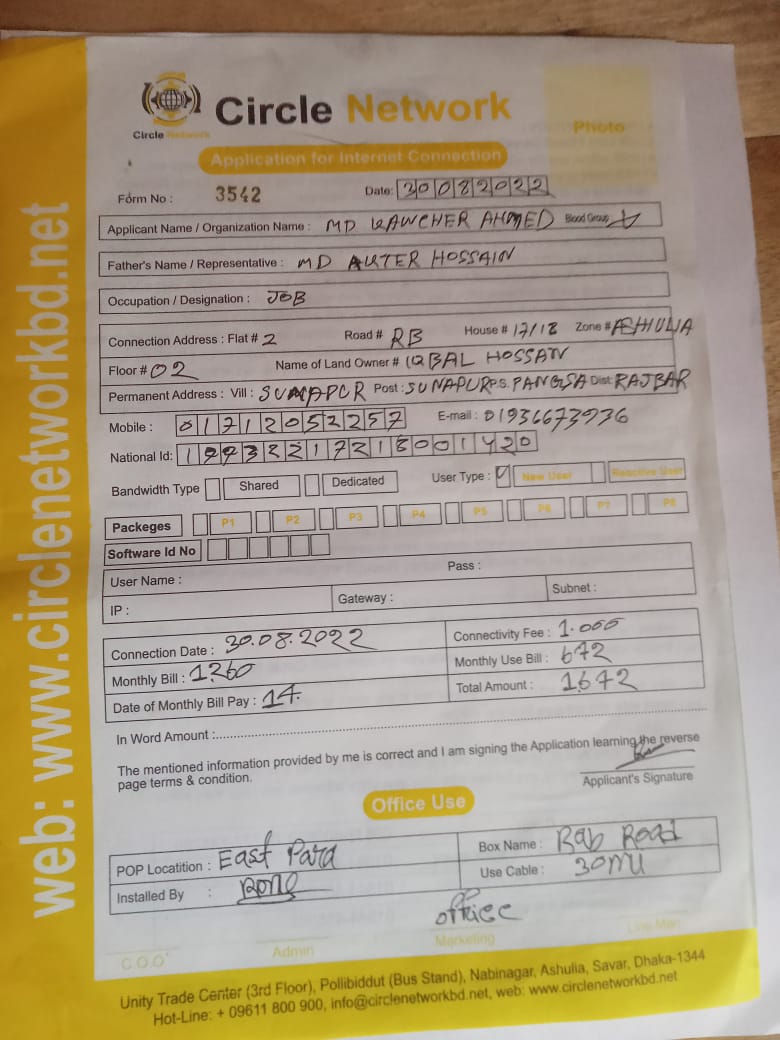 web: www.circlenetworkbd.net
Circle Network
Circle Network
Photo
Application for Internet Connection
Form No : 3542 Date: 30082022
Applicant Name / Organization Name : MD KAWCHER AHMED Blood Group
Father's Name / Representative : MD AKTER HOSSAIN
Occupation / Designation : JOB
Connection Address : Flat # 2 Road # RB House # 17/18 Zone # ASHULIA
Floor # 02 Name of Land Owner # IQBAL HOSSAIN
Permanent Address : Vill : SUNAPUR Post : SUNAPUR P.S. PANGSA Dist: RAJBAR
Mobile : 01712052257 E-mail : 01936673936
National Id:
Bandwidth Type Shared Dedicated User Type : New User Reactive User
Packeges P1 P2 P3 P4 P5 P6 P7 P8
Software Id No
User Name : Pass :
IP : Gateway : Subnet :
Connection Date : 30.08.2022 Connectivity Fee : 1.000
Monthly Bill : 1260 Monthly Use Bill : 672
Date of Monthly Bill Pay : 14. Total Amount : 1672
In Word Amount :
The mentioned information provided by me is correct and I am signing the Application learning the reverse
page terms & condition.
Applicant's Signature
Office Use
POP Locatition : East Para Box Name : Rab Road
Installed By : Use Cable :
office
C.O.O Admin Marketing Line Man
Unity Trade Center (3rd Floor), Pollibiddut (Bus Stand), Nabinagar, Ashulia, Savar, Dhaka-1344
Hot-Line: + 09611 800 900, info@circlenetworkbd.net, web: www.circlenetworkbd.net